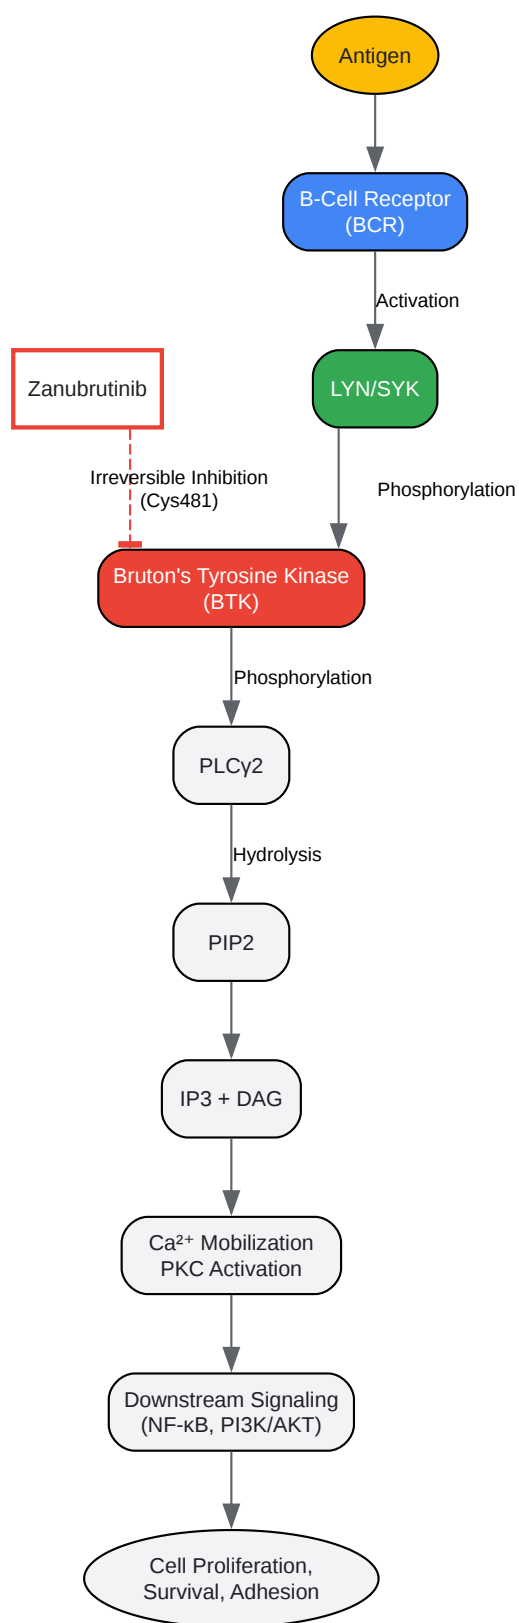 Antigen
B-Cell Receptor
(BCR)
Activation
Zanubrutinib
LYN/SYK
Irreversible Inhibition
(Cys481)
Phosphorylation
Bruton's Tyrosine Kinase
(BTK)
Phosphorylation
PLCγ2
Hydrolysis
PIP2
IP3 + DAG
Ca²⁺ Mobilization
PKC Activation
Downstream Signaling
(NF-κB, PI3K/AKT)
Cell Proliferation,
Survival, Adhesion